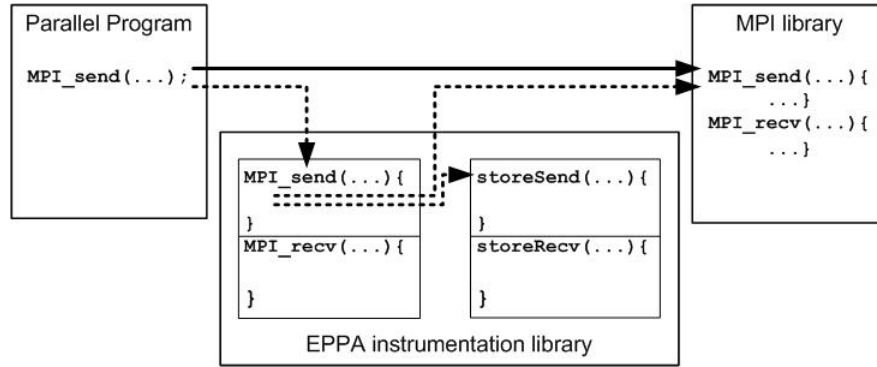 Parallel Program
MPI_send(...);
MPI library
MPI_send(...){
...}
MPI_recv(...){
...}
MPI_send(...){
}
MPI_recv(...){
}
storeSend(...){
}
storeRecv(...){
}
EPPA instrumentation library